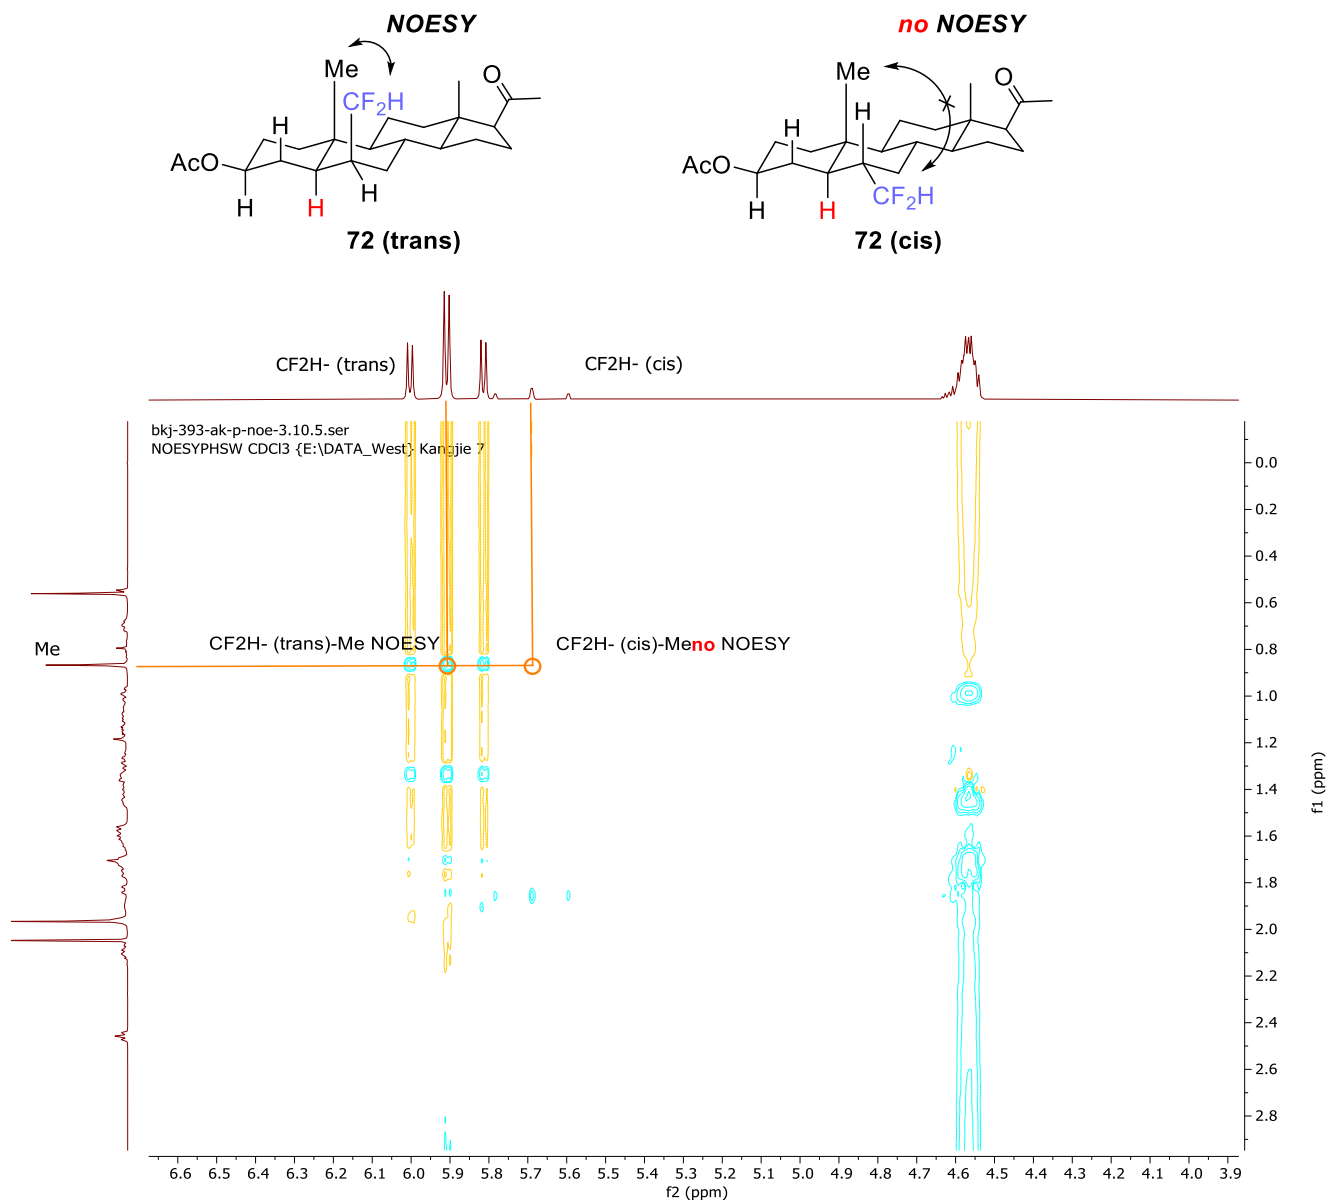 NOESY
no NOESY
Me
CF2H
O
H
AcO
H
H
H
72 (trans)
Me
H
O
H
AcO
CF2H
H
H
72 (cis)
CF2H- (trans)
CF2H- (cis)
bkj-393-ak-p-noe-3.10.5.ser
NOESYPHSW CDCl3 {E:\DATA_West} Kangjie 7
Me
CF2H- (trans)-Me NOESY
CF2H- (cis)-Meno NOESY
0.0
0.2
0.4
0.6
0.8
1.0
1.2
1.4
1.6
1.8
2.0
2.2
2.4
2.6
2.8
f1 (ppm)
6.6 6.5 6.4 6.3 6.2 6.1 6.0 5.9 5.8 5.7 5.6 5.5 5.4 5.3 5.2 5.1 5.0 4.9 4.8 4.7 4.6 4.5 4.4 4.3 4.2 4.1 4.0 3.9
f2 (ppm)